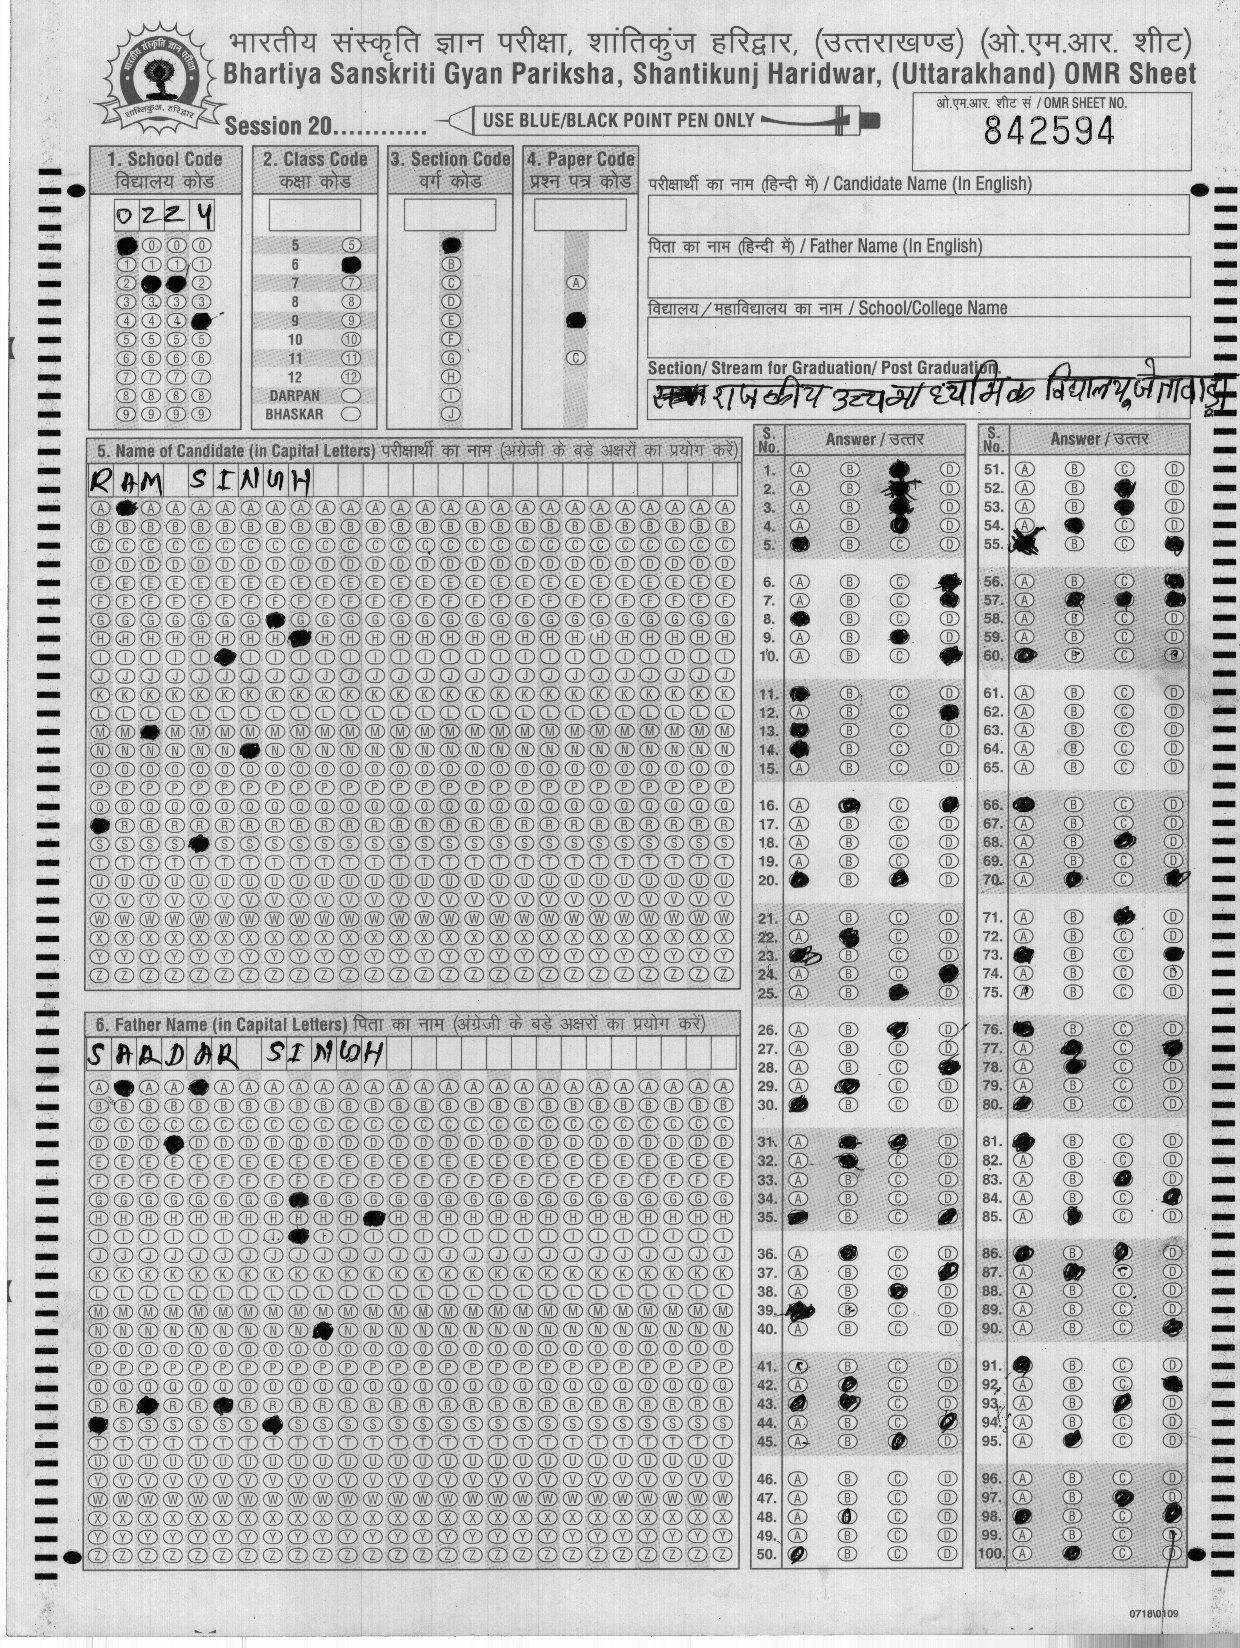 भारतीय संस्कृति ज्ञान परीक्षा, शांतिकुंज हरिद्वार, (उत्तराखण्ड) (ओ.एम.आर. शीट)
Bhartiya Sanskriti Gyan Pariksha, Shantikunj Haridwar, (Uttarakhand) OMR Sheet
Session 20............
USE BLUE/BLACK POINT PEN ONLY
ओ.एम.आर. शीट सं / OMR SHEET NO.
842594
1. School Code
विद्यालय कोड
0224
2. Class Code
कक्षा कोड
5
6
7
8
9
10
11
12
DARPAN
BHASKAR
3. Section Code
वर्ग कोड
4. Paper Code
प्रश्न पत्र कोड
परीक्षार्थी का नाम (हिन्दी में) / Candidate Name (In English)
पिता का नाम (हिन्दी में) / Father Name (In English)
विद्यालय/महाविद्यालय का नाम / School/College Name
Section/ Stream for Graduation/ Post Graduation.
राजकीय उच्च माध्यमिक विद्यालय, जेतावाड़ा
5. Name of Candidate (in Capital Letters) परीक्षार्थी का नाम (अंग्रेजी के बड़े अक्षरों का प्रयोग करें)
RAM SINGH
6. Father Name (in Capital Letters) पिता का नाम (अंग्रेजी के बड़े अक्षरों का प्रयोग करें)
SARDAR SINGH
S. No. Answer / उत्तर
S. No. Answer / उत्तर
0718\0109